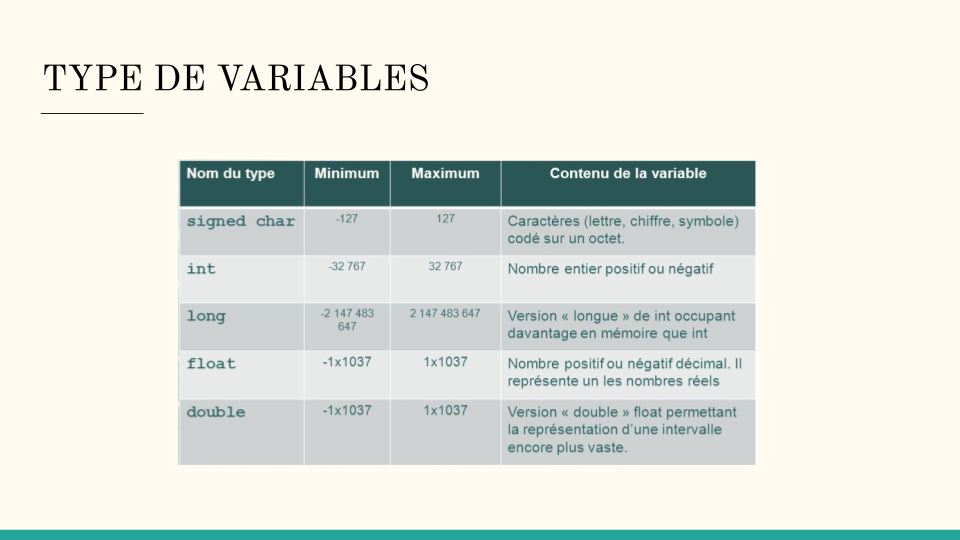 TYPE DE VARIABLES
Nom du type Minimum Maximum Contenu de la variable
signed char -127 127 Caractères (lettre, chiffre, symbole)
codé sur un octet.
int -32 767 32 767 Nombre entier positif ou négatif
long -2 147 483 2 147 483 647 Version « longue » de int occupant
647 davantage en mémoire que int
float -1x1037 1x1037 Nombre positif ou négatif décimal. Il
représente un les nombres réels
double -1x1037 1x1037 Version « double » float permettant
la représentation d'une intervalle
encore plus vaste.